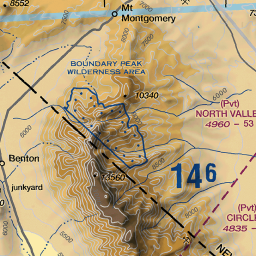 8552
Mt
Montgomery
BOUNDARY PEAK
WILDERNESS AREA
10340
(Pvt)
NORTH VALLE
4960 - 53
Benton
junkyard
13560
14⁶
(Pvt)
CIRCLE
4835
NE